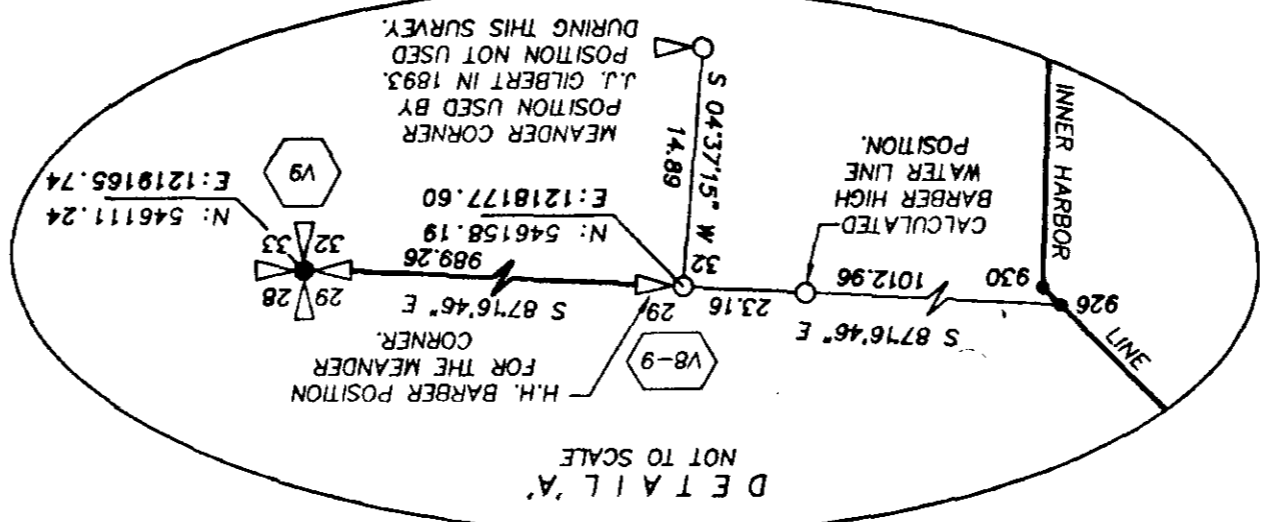 DETAIL 'A'
NOT TO SCALE
LINE
926
930
INNER HARBOR
S 87°16'46" E
1012.96
CALCULATED
BARBER HIGH
WATER LINE
POSITION.
23.16
V8-9
29
32
H.H. BARBER POSITION
FOR THE MEANDER
CORNER.
S 87°16'46" E
989.26
N: 546158.19
E: 1218177.60
S 04°37'15" W
14.89
MEANDER CORNER
POSITION USED BY
J.J. GILBERT IN 1893.
POSITION NOT USED
DURING THIS SURVEY.
29
28
32
33
N: 546111.24
E: 1219165.74
V9